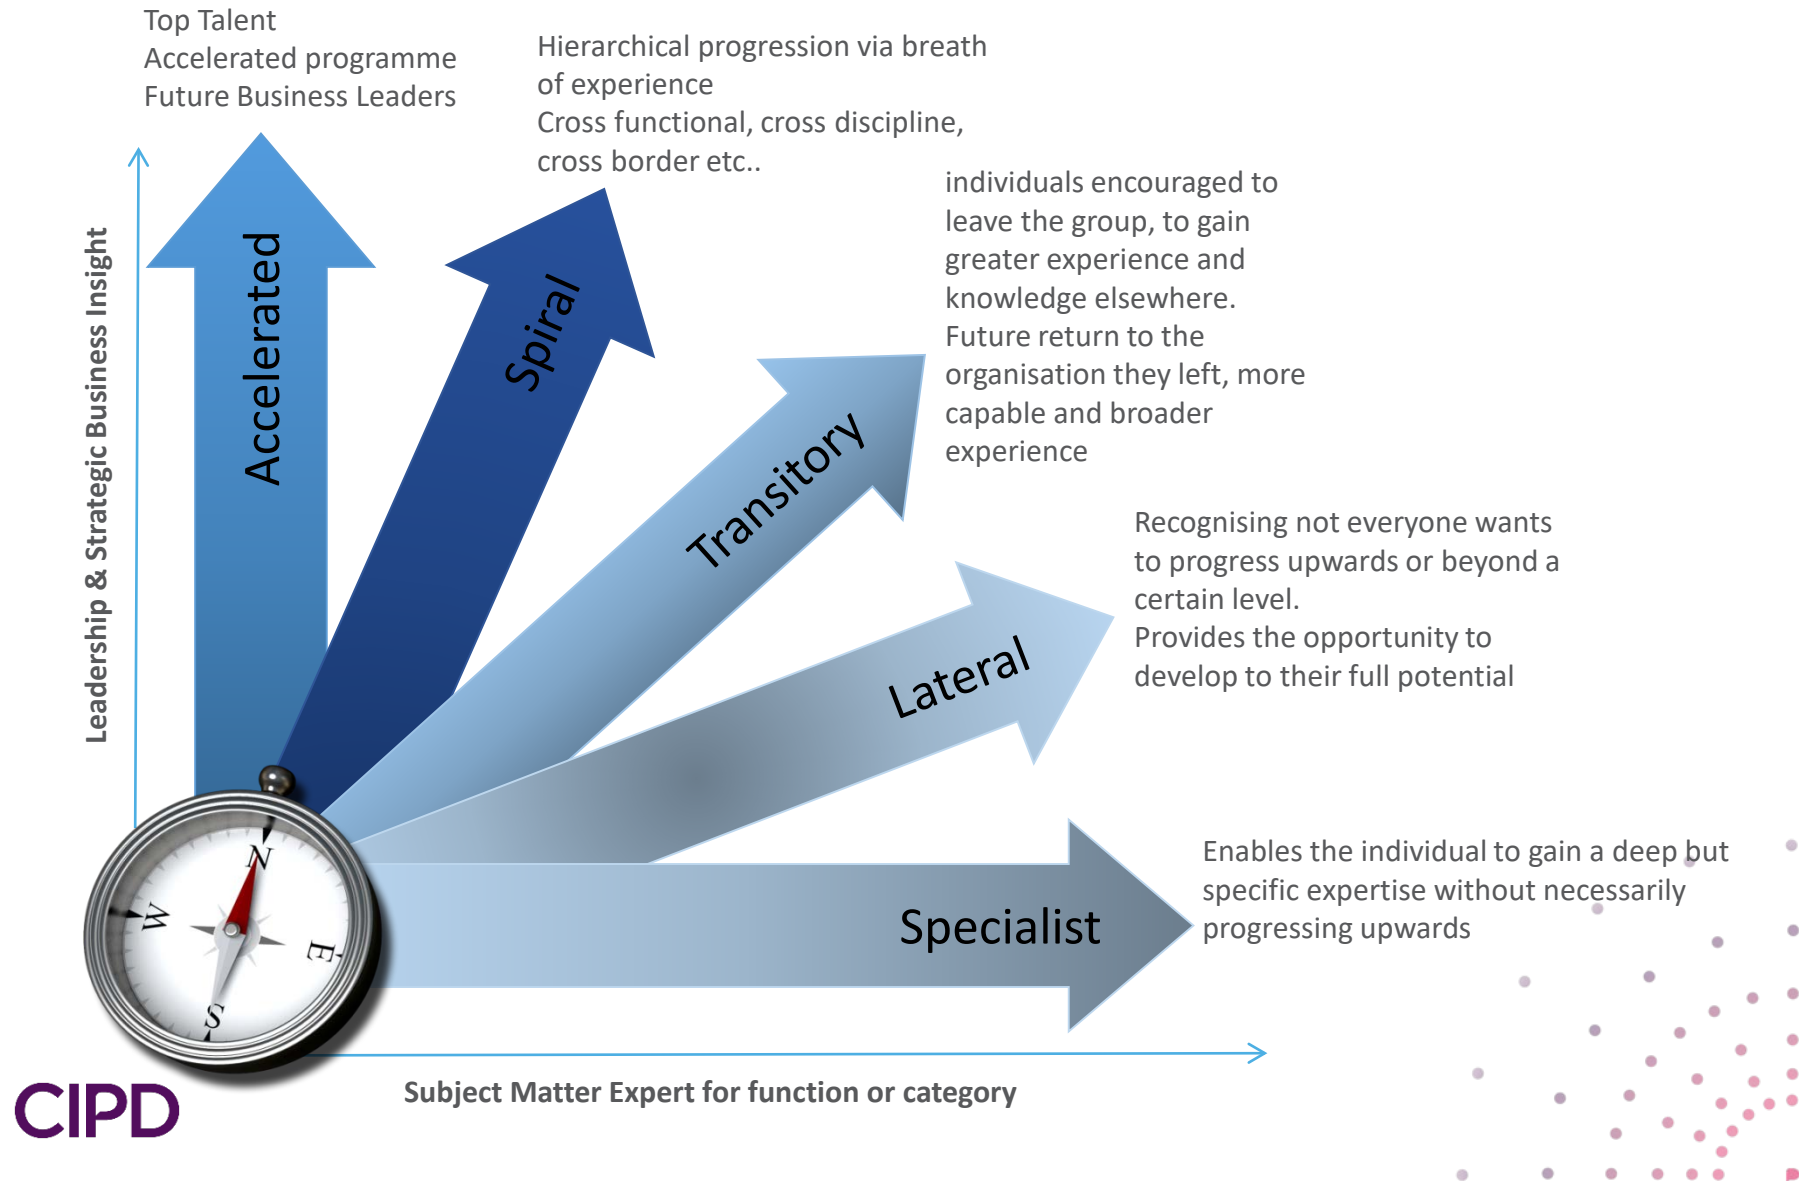 Top Talent
Accelerated programme
Future Business Leaders
Hierarchical progression via breath
of experience
Cross functional, cross discipline,
cross border etc..
individuals encouraged to
leave the group, to gain
greater experience and
knowledge elsewhere.
Future return to the
organisation they left, more
capable and broader
experience
Recognising not everyone wants
to progress upwards or beyond a
certain level.
Provides the opportunity to
develop to their full potential
Enables the individual to gain a deep but
specific expertise without necessarily
progressing upwards
Leadership & Strategic Business Insight
Accelerated
Spiral
Transitory
Lateral
Specialist
N
W
E
S
Subject Matter Expert for function or category
CIPD